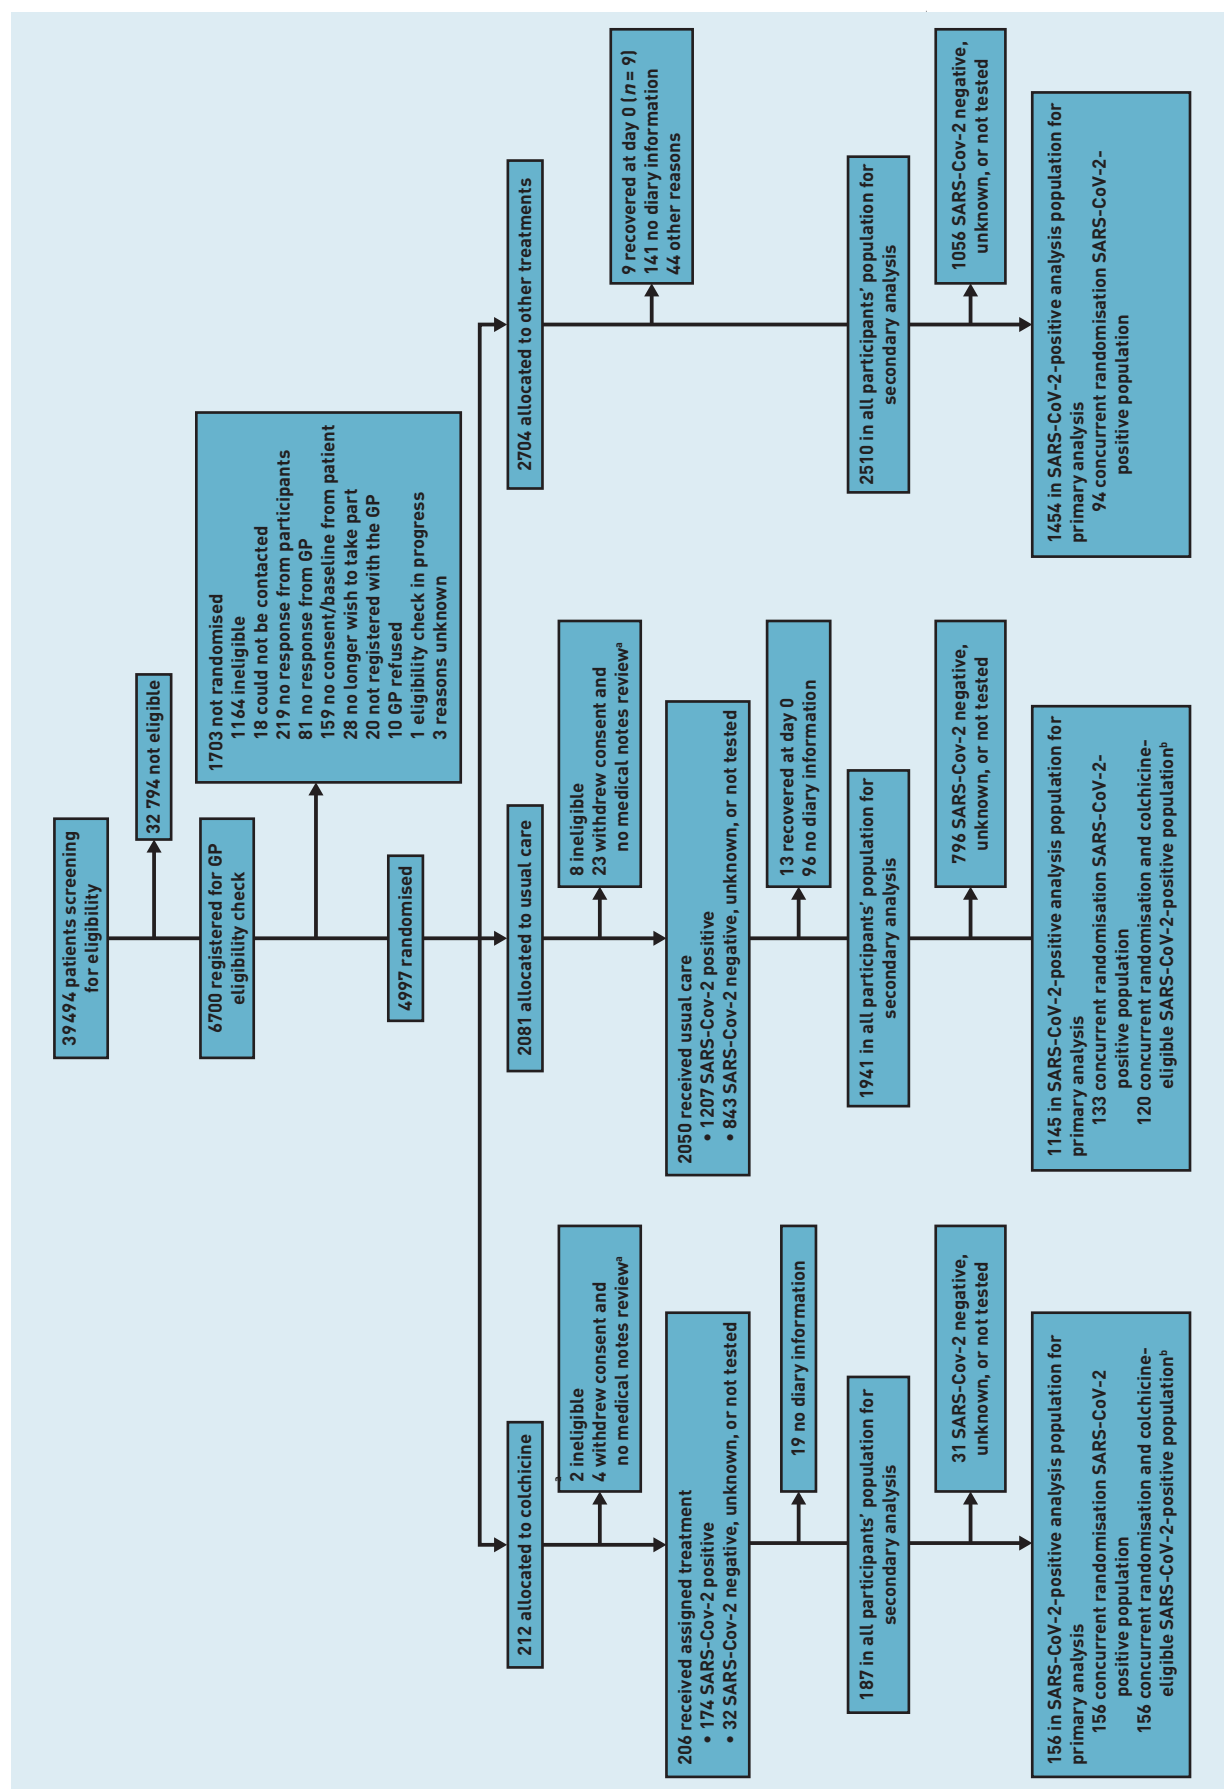 39494 patients screening
for eligibility
32 794 not eligible
6700 registered for GP
eligibility check
1703 not randomised
1164 ineligible
18 could not be contacted
219 no response from participants
81 no response from GP
159 no consent/baseline from patient
28 no longer wish to take part
20 not registered with the GP
10 GP refused
1 eligibility check in progress
3 reasons unknown
4997 randomised
212 allocated to colchicine
2 ineligible
4 withdrew consent and
no medical notes reviewᵃ
a
206 received assigned treatment
• 174 SARS-Cov-2 positive
• 32 SARS-Cov-2 negative, unknown, or not tested
19 no diary information
187 in all participants’ population for
secondary analysis
31 SARS-Cov-2 negative,
unknown, or not tested
156 in SARS-CoV-2-positive analysis population for
primary analysis
156 concurrent randomisation SARS-CoV-2
positive population
156 concurrent randomisation and colchicine-
eligible SARS-CoV-2-positive populationᵇ
2081 allocated to usual care
8 ineligible
23 withdrew consent and
no medical notes reviewᵃ
2050 received usual care
• 1207 SARS-Cov-2 positive
• 843 SARS-Cov-2 negative, unknown, or not tested
13 recovered at day 0
96 no diary information
1941 in all participants’ population for
secondary analysis
796 SARS-Cov-2 negative,
unknown, or not tested
1145 in SARS-CoV-2-positive analysis population for
primary analysis
133 concurrent randomisation SARS-CoV-2-
positive population
120 concurrent randomisation and colchicine-
eligible SARS-CoV-2-positive populationᵇ
2704 allocated to other treatments
9 recovered at day 0 (n = 9)
141 no diary information
44 other reasons
2510 in all participants’ population for
secondary analysis
1056 SARS-Cov-2 negative,
unknown, or not tested
1454 in SARS-CoV-2-positive analysis population for
primary analysis
94 concurrent randomisation SARS-CoV-2-
positive population